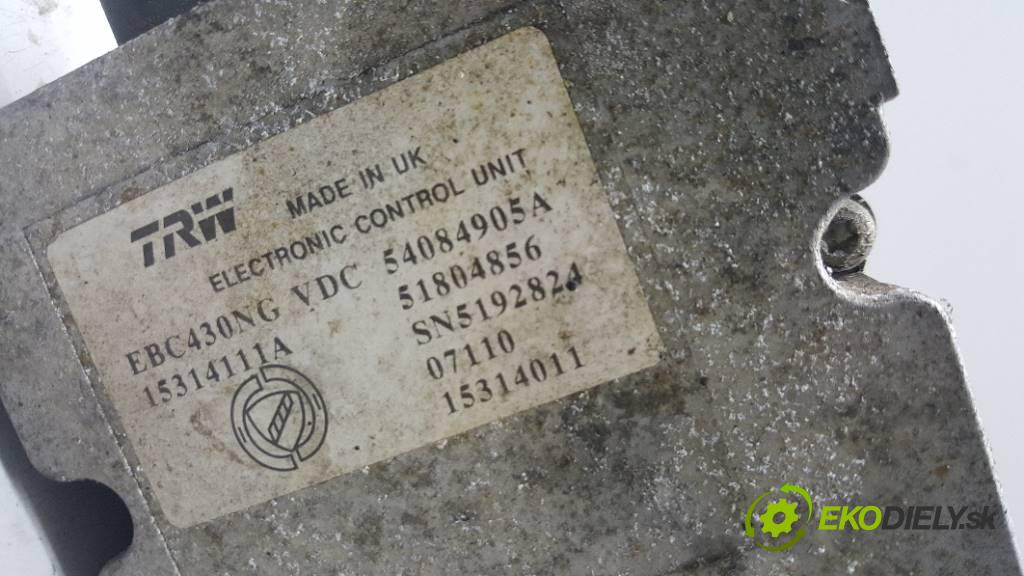 TRW
MADE IN UK
ELECTRONIC CONTROL UNIT
EBC430NG VDC 54084905A
15314111A 51804856
SN5192824
07110
15314011
EKODIELY.sk